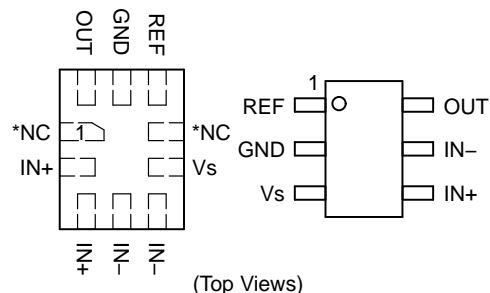 OUT GND REF
*NC 1 *NC
IN+ Vs
IN+ IN– IN–
1
REF OUT
GND IN–
Vs IN+
(Top Views)